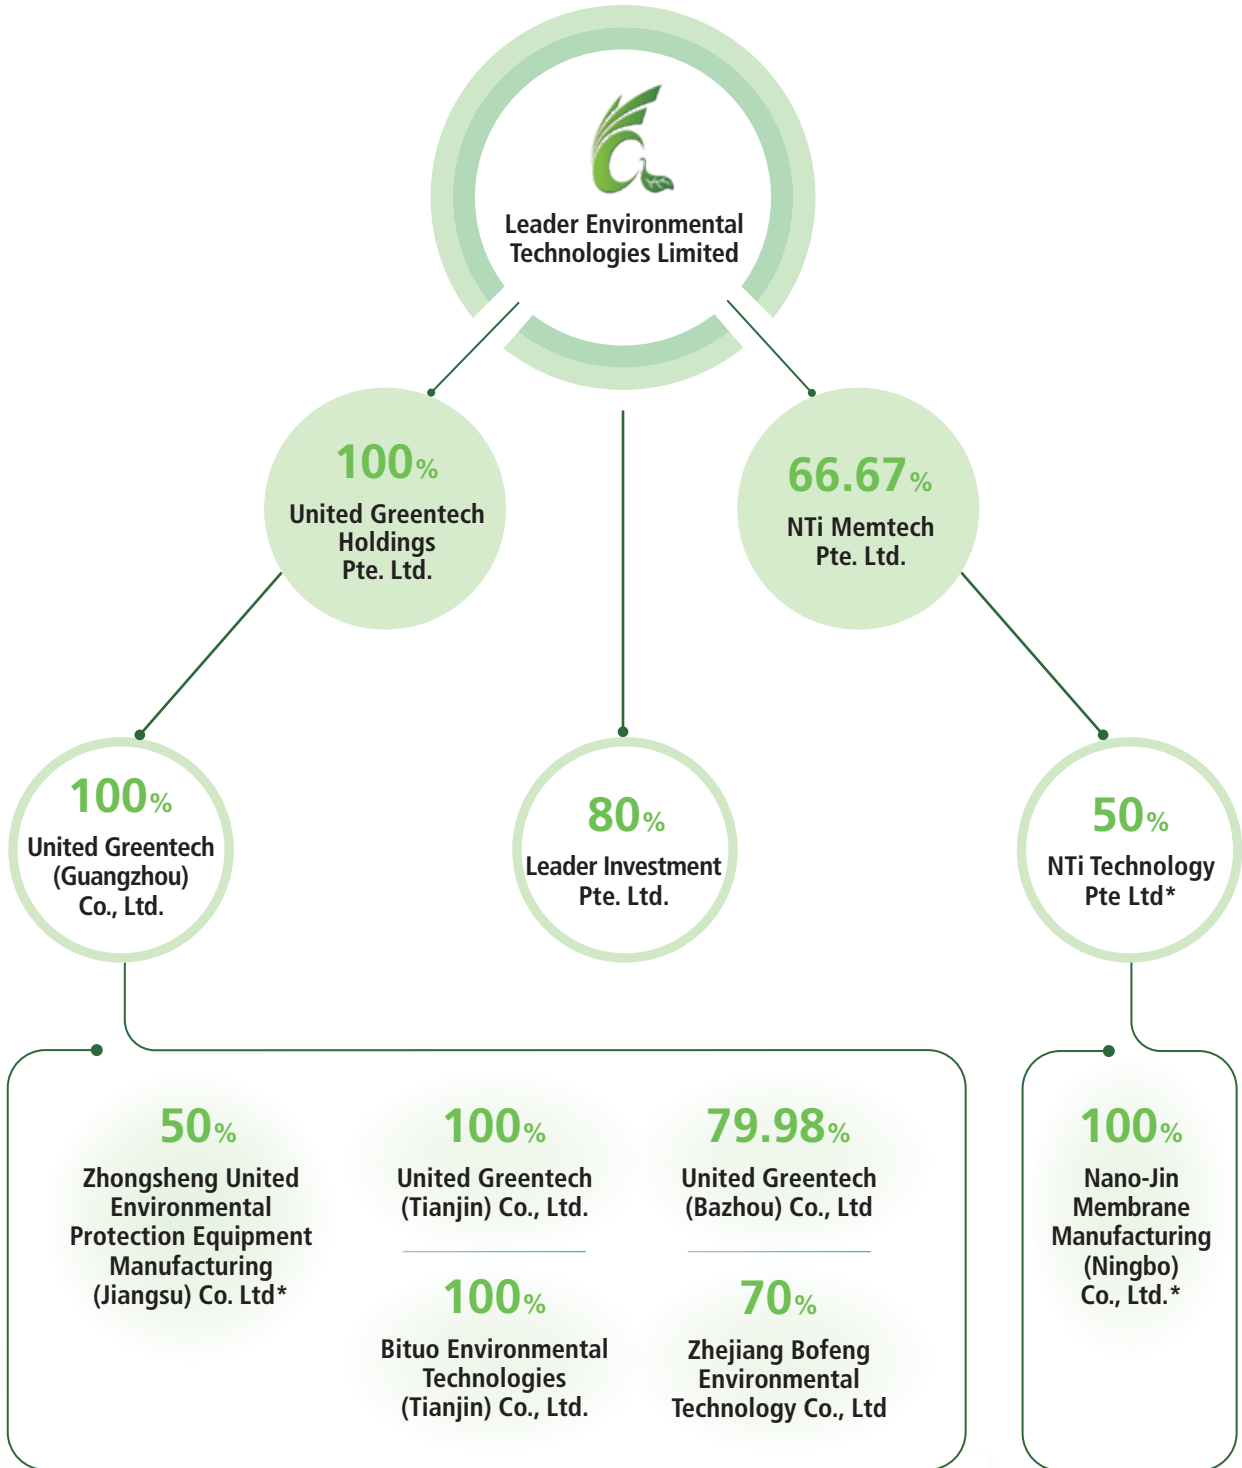 Leader Environmental
Technologies Limited
100%
United Greentech
Holdings
Pte. Ltd.
66.67%
NTi Memtech
Pte. Ltd.
100%
United Greentech
(Guangzhou)
Co., Ltd.
80%
Leader Investment
Pte. Ltd.
50%
NTi Technology
Pte Ltd*
50%
Zhongsheng United
Environmental
Protection Equipment
Manufacturing
(Jiangsu) Co. Ltd*
100%
United Greentech
(Tianjin) Co., Ltd.
100%
Bituo Environmental
Technologies
(Tianjin) Co., Ltd.
79.98%
United Greentech
(Bazhou) Co., Ltd
70%
Zhejiang Bofeng
Environmental
Technology Co., Ltd
100%
Nano-Jin
Membrane
Manufacturing
(Ningbo)
Co., Ltd.*